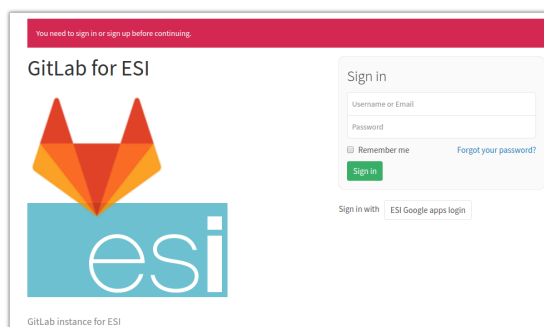 You need to sign in or sign up before continuing.
GitLab for ESI
esi
GitLab instance for ESI
Sign in
Username or Email
Password
Remember me
Forgot your password?
Sign in
Sign in with
ESI Google apps login